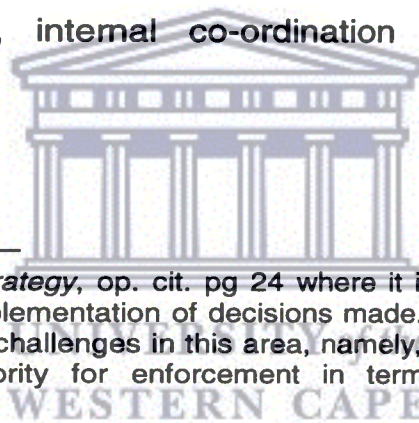 , internal co-ordination
rategy, op. cit. pg 24 where it i
plementation of decisions made.
UNIVERSITY of
challenges in this area, namely,
ority for enforcement in term
WESTERN CAPE